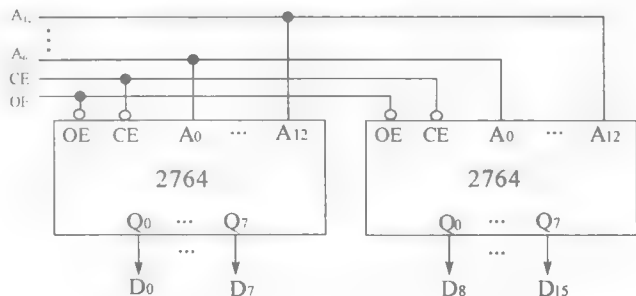 A₁₂
⋮
A₀
CE
OE
OE CE A₀ ... A₁₂
OE CE A₀ ... A₁₂
2764
2764
Q₀ ... Q₇
Q₀ ... Q₇
...
...
D₀ D₇
D₈ D₁₅